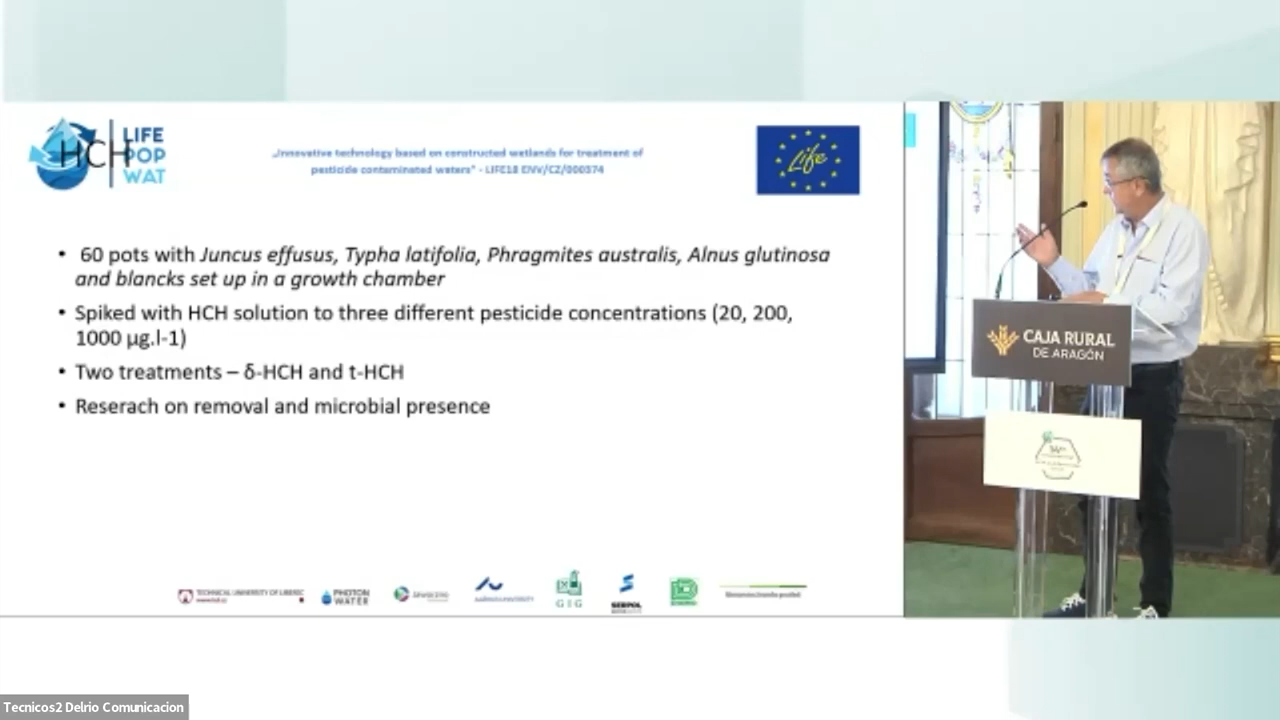 HCH
LIFE
POP
WAT
„Innovative technology based on constructed wetlands for treatment of
pesticide contaminated waters" - LIFE18 ENV/CZ/000374
Life
• 60 pots with Juncus effusus, Typha latifolia, Phragmites australis, Alnus glutinosa
and blancks set up in a growth chamber
• Spiked with HCH solution to three different pesticide concentrations (20, 200,
1000 µg.l-1)
• Two treatments – δ-HCH and t-HCH
• Reserach on removal and microbial presence
TECHNICAL UNIVERSITY OF LIBEREC
PHOTON
WATER
GIG
SERPOL
CAJA RURAL
DE ARAGÓN
Tecnicos2 Delrio Comunicacion